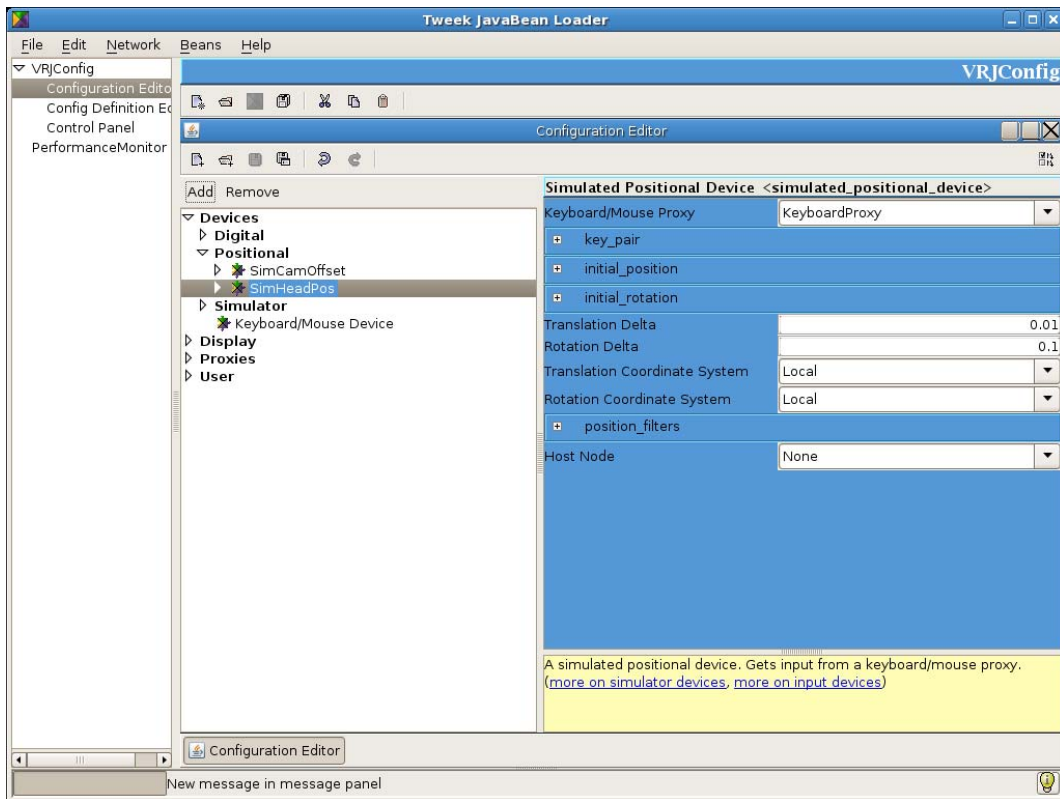 Tweek JavaBean Loader
File Edit Network Beans Help
VRJConfig
Configuration Edito
Config Definition Ec
Control Panel
PerformanceMonitor
VRJConfig
Configuration Editor
Add Remove
Devices
Digital
Positional
SimCamOffset
SimHeadPos
Simulator
Keyboard/Mouse Device
Display
Proxies
User
Simulated Positional Device <simulated_positional_device>
Keyboard/Mouse Proxy KeyboardProxy
key_pair
initial_position
initial_rotation
Translation Delta 0.01
Rotation Delta 0.1
Translation Coordinate System Local
Rotation Coordinate System Local
position_filters
Host Node None
A simulated positional device. Gets input from a keyboard/mouse proxy.
(more on simulator devices, more on input devices)
Configuration Editor
New message in message panel